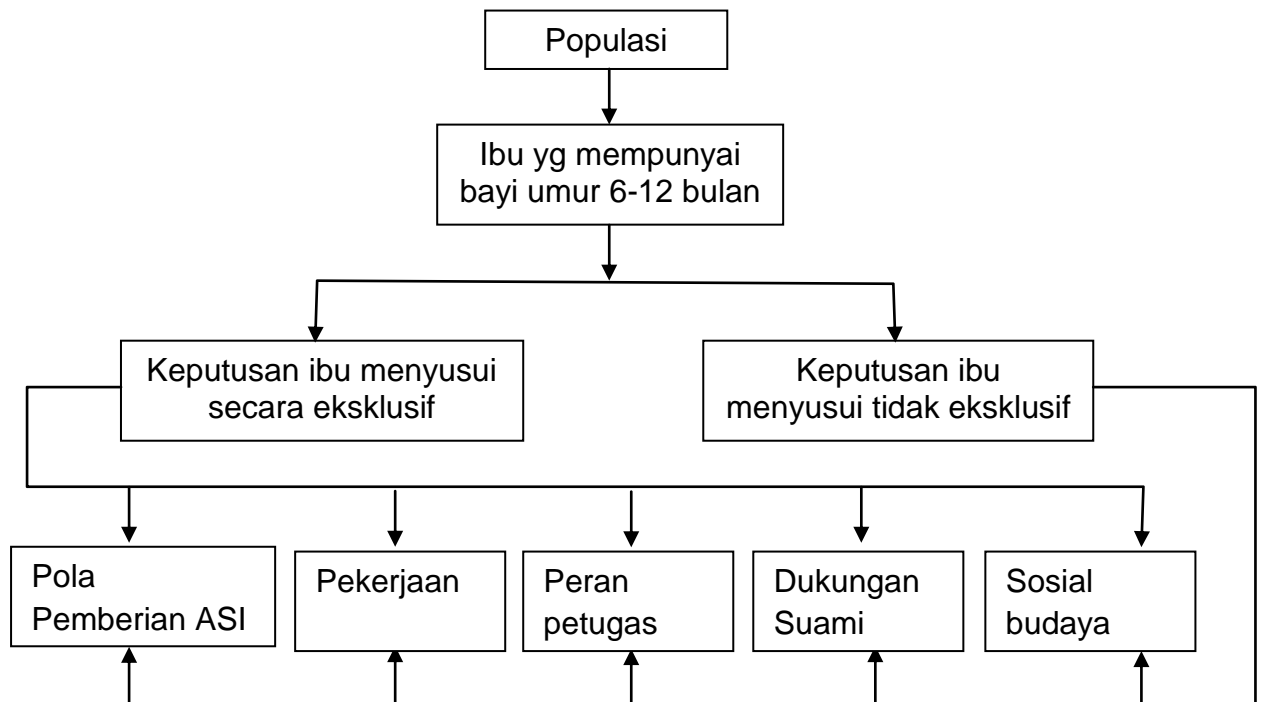 Populasi
Ibu yg mempunyai
bayi umur 6-12 bulan
Keputusan ibu menyusui
secara eksklusif
Keputusan ibu
menyusui tidak eksklusif
Pola
Pemberian ASI
Pekerjaan
Peran
petugas
Dukungan
Suami
Sosial
budaya